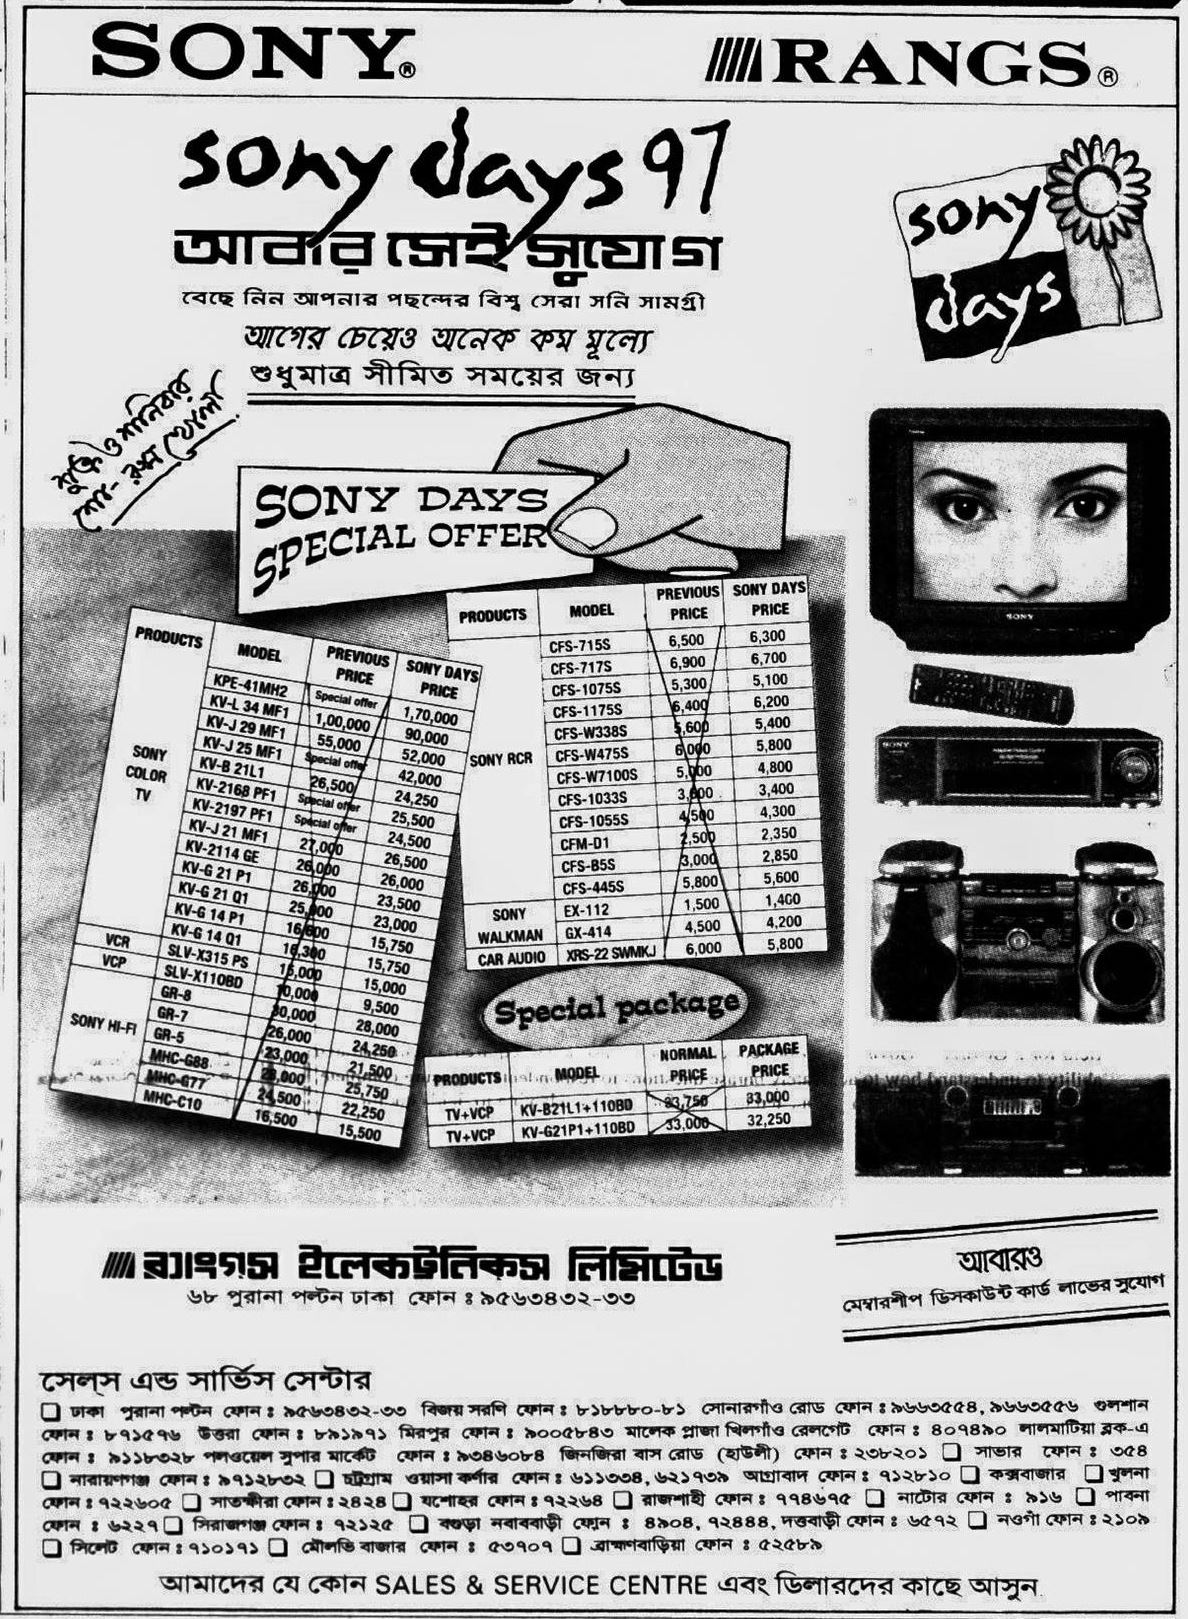 SONY®
RANGS®
sony days 97
আবার সেই সুযোগ
বেছে নিন আপনার পছন্দের বিশ্ব সেরা সনি সামগ্রী
আগের চেয়েও অনেক কম মূল্যে
শুধুমাত্র সীমিত সময়ের জন্য
sony
days
শুক্র ও শনিবার
শো-রুম খোলা
SONY DAYS
SPECIAL OFFER
SONY
PRODUCTS MODEL PREVIOUS PRICE SONY DAYS PRICE
SONY COLOR TV
KPE-41MH2 Special offer 1,70,000
KV-L 34 MF1 1,00,000 90,000
KV-J 29 MF1 55,000 52,000
KV-J 25 MF1 Special offer 42,000
KV-B 21L1 26,500 24,250
KV-2168 PF1 Special offer 25,500
KV-2197 PF1 Special offer 24,500
KV-J 21 MF1 27,000 26,500
KV-2114 GE 26,000 26,000
KV-G 21 P1 26,000 23,500
KV-G 21 Q1 25,000 23,000
KV-G 14 P1 16,600 15,750
KV-G 14 Q1 16,300 15,750
VCR SLV-X315 PS 16,000 15,000
VCP SLV-X110BD 10,000 9,500
SONY HI-FI
GR-8 30,000 28,000
GR-7 26,000 24,250
GR-5 23,000 21,500
MHC-G88 28,000 25,750
MHC-G77 24,500 22,250
MHC-C10 16,500 15,500
PRODUCTS MODEL PREVIOUS PRICE SONY DAYS PRICE
SONY RCR
CFS-715S 6,500 6,300
CFS-717S 6,900 6,700
CFS-1075S 5,300 5,100
CFS-1175S 6,400 6,200
CFS-W338S 5,600 5,400
CFS-W475S 6,000 5,800
CFS-W7100S 5,000 4,800
CFS-1033S 3,600 3,400
CFS-1055S 4,500 4,300
CFM-D1 2,500 2,350
CFS-B5S 3,000 2,850
CFS-445S 5,800 5,600
SONY WALKMAN
EX-112 1,500 1,400
GX-414 4,500 4,200
CAR AUDIO XRS-22 SWMKJ 6,000 5,800
Special package
PRODUCTS MODEL NORMAL PRICE PACKAGE PRICE
TV+VCP KV-B21L1+110BD 33,750 33,000
TV+VCP KV-G21P1+110BD 33,000 32,250
র‍্যাংগস ইলেকট্রনিকস লিমিটেড
৬৮ পুরানা পল্টন ঢাকা ফোন : ৯৫৬৩৪৩২-৩৩
আবারও
মেম্বারশীপ ডিসকাউন্ট কার্ড লাভের সুযোগ
সেল্‌স এন্ড সার্ভিস সেন্টার
❏ ঢাকা পুরানা পল্টন ফোন : ৯৫৬৩৪৩২-৩৩ বিজয় সরণি ফোন : ৮১৮৮৮০-৮১ সোনারগাঁও রোড ফোন : ৯৬৬৩৫৫৪, ৯৬৬৩৫৫৬ গুলশান
ফোন : ৮৭১৫৭৬ উত্তরা ফোন : ৮৯১৯৭১ মিরপুর ফোন : ৯০০৫৮৪৩ মালেক প্লাজা খিলগাঁও রেলগেট ফোন : ৪০৭৪৯০ লালমাটিয়া ব্লক-এ
ফোন : ৯১১৮৩২৮ পলওয়েল সুপার মার্কেট ফোন : ৯৩৪৬০৮৪ জিনজিরা বাস রোড (হাউলী) ফোন : ২৩৮২০১ ❏ সাভার ফোন : ৩৫৪
❏ নারায়ণগঞ্জ ফোন : ৯৭১২৮৩২ ❏ চট্টগ্রাম ওয়াসা কর্ণার ফোন : ৬১১৩৩৪, ৬২১৭৩৯ আগ্রাবাদ ফোন : ৭১২৮১০ ❏ কক্সবাজার ❏ খুলনা
ফোন : ৭২২৬০৫ ❏ সাতক্ষীরা ফোন : ২৪২৪ ❏ যশোহর ফোন : ৭২২৬৪ ❏ রাজশাহী ফোন : ৭৭৪৬৭৫ ❏ নাটোর ফোন : ৯১৬ ❏ পাবনা
ফোন : ৬২২৭ ❏ সিরাজগঞ্জ ফোন : ৭২১২৫ ❏ বগুড়া নবাববাড়ী ফোন : ৪৯০৪, ৭২৪৪৪, দত্তবাড়ী ফোন : ৬৫৭২ ❏ নওগাঁ ফোন : ২১০৯
❏ সিলেট ফোন : ৭১০১৭১ ❏ মৌলভি বাজার ফোন : ৫৩৭০৭ ❏ ব্রাহ্মণবাড়িয়া ফোন : ৫২৫৮৯
আমাদের যে কোন SALES & SERVICE CENTRE এবং ডিলারদের কাছে আসুন